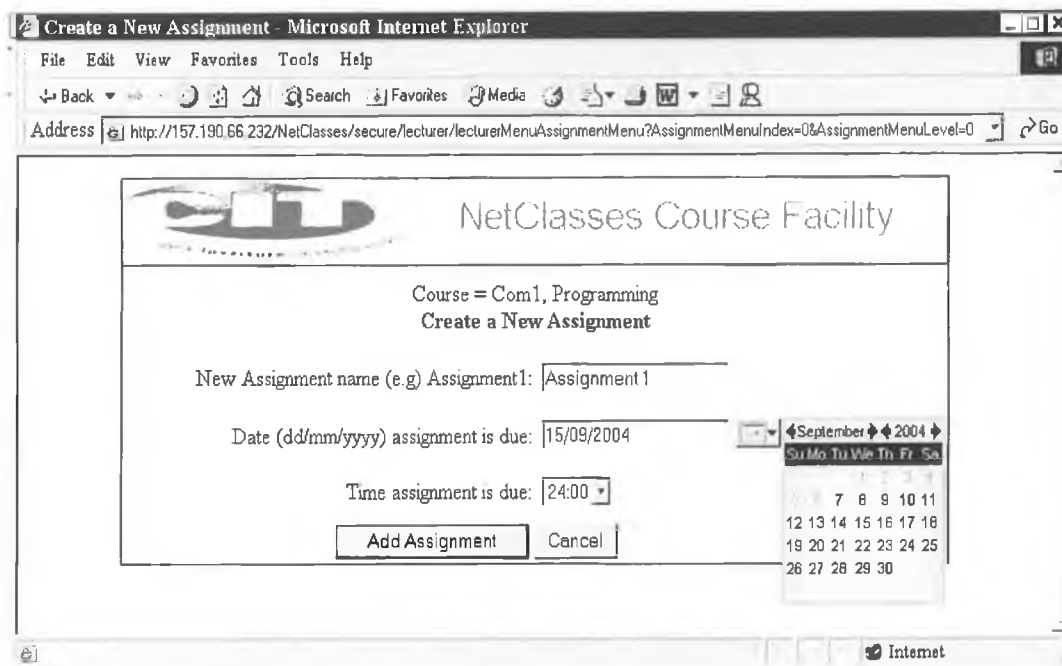 Create a New Assignment - Microsoft Internet Explorer
File Edit View Favorites Tools Help
Back Search Favorites Media
Address http://157.190.66.232/NetClasses/secure/lecturer/lecturerMenuAssignmentMenu?AssignmentMenuIndex=0&AssignmentMenuLevel=0 Go
NetClasses Course Facility
Course = Com1, Programming
Create a New Assignment
New Assignment name (e.g) Assignment1: Assignment 1
Date (dd/mm/yyyy) assignment is due: 15/09/2004
September 2004
Su Mo Tu We Th Fr Sa
1 2 3 4
7 8 9 10 11
12 13 14 15 16 17 18
19 20 21 22 23 24 25
26 27 28 29 30
Time assignment is due: 24:00
Add Assignment Cancel
Internet